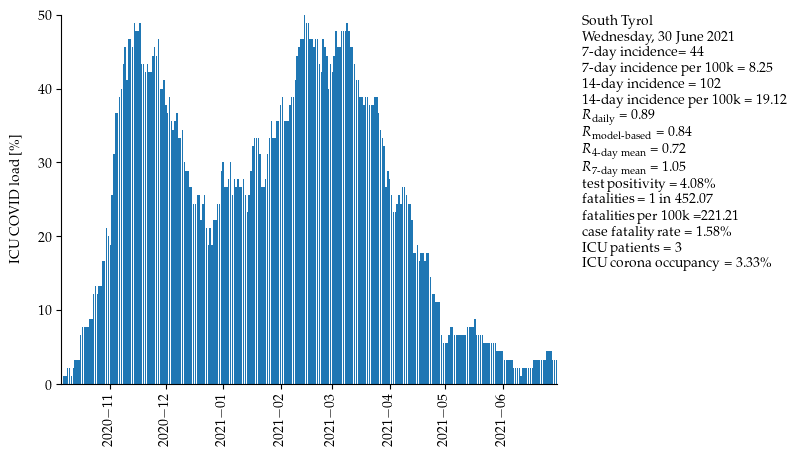 50
40
30
20
10
0
ICU COVID load [%]
2020−11
2020−12
2021−01
2021−02
2021−03
2021−04
2021−05
2021−06
South Tyrol
Wednesday, 30 June 2021
7-day incidence= 44
7-day incidence per 100k = 8.25
14-day incidence = 102
14-day incidence per 100k = 19.12
R_daily = 0.89
R_model-based = 0.84
R_4-day mean = 0.72
R_7-day mean = 1.05
test positivity = 4.08%
fatalities = 1 in 452.07
fatalities per 100k =221.21
case fatality rate = 1.58%
ICU patients = 3
ICU corona occupancy = 3.33%